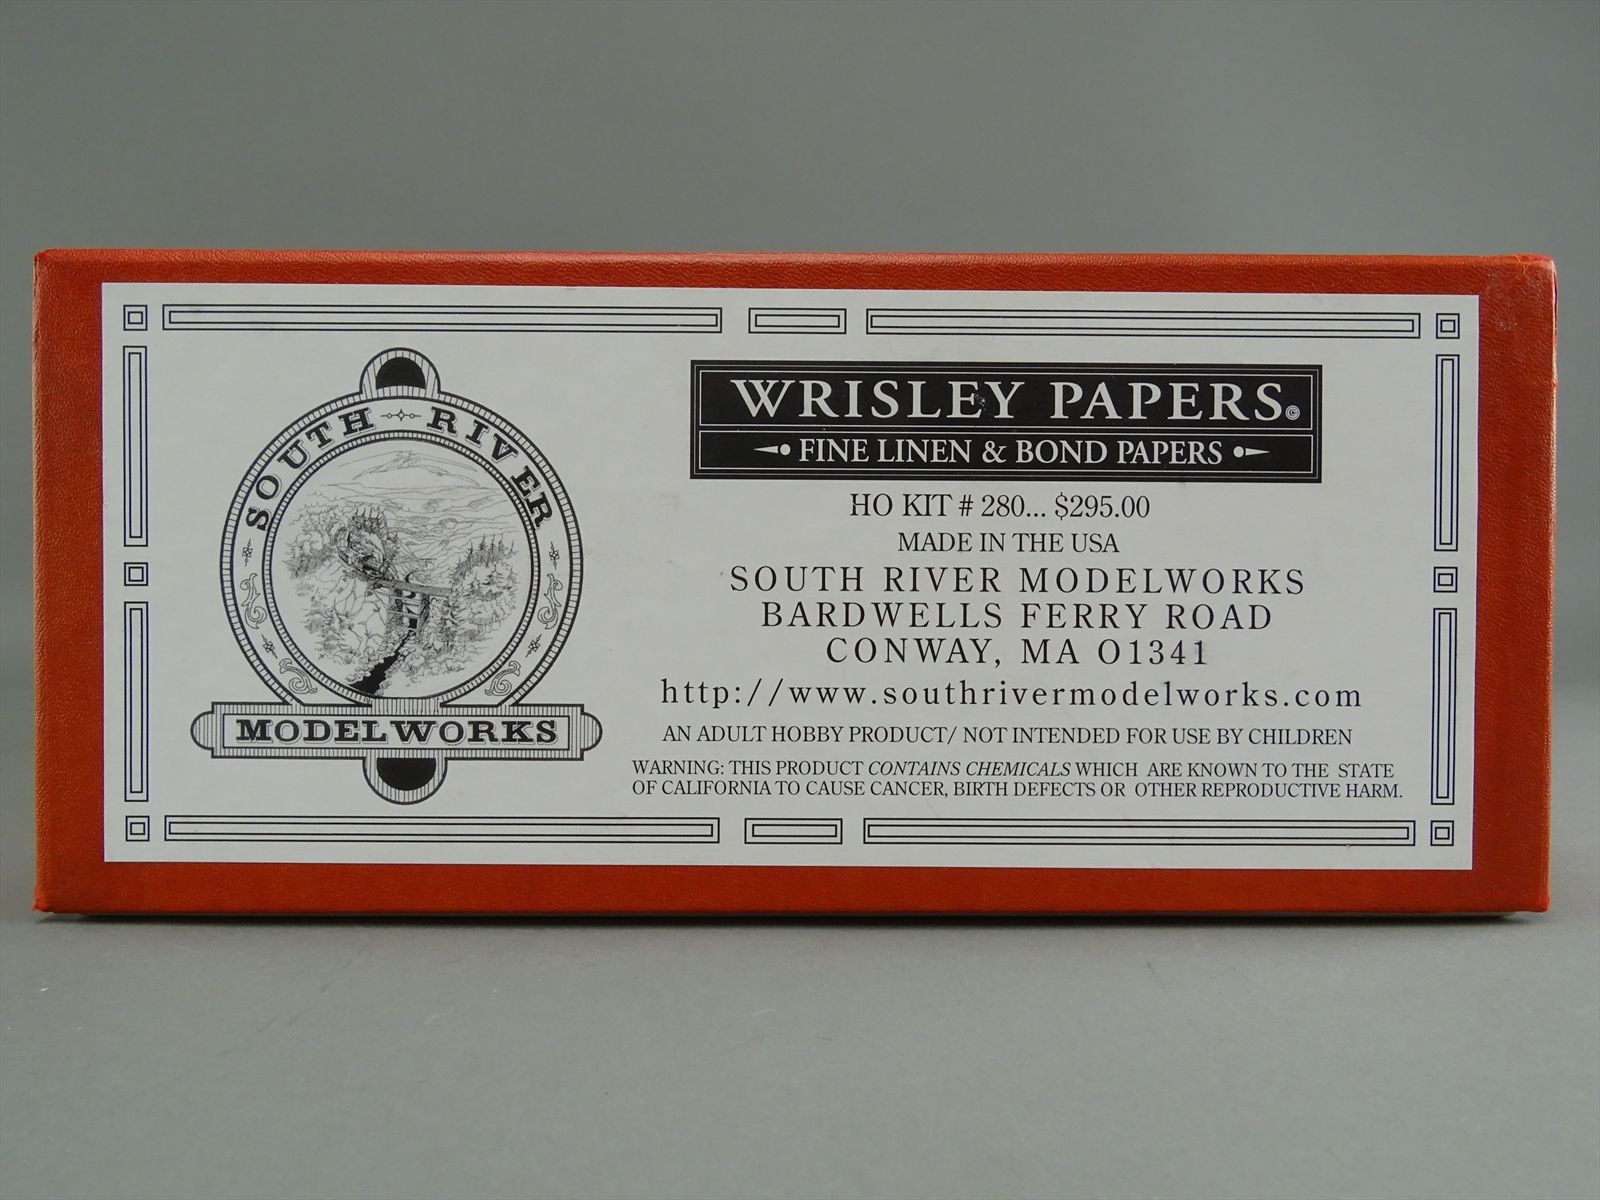 SOUTH RIVER
MODELWORKS
WRISLEY PAPERS©
FINE LINEN & BOND PAPERS
HO KIT # 280... $295.00
MADE IN THE USA
SOUTH RIVER MODELWORKS
BARDWELLS FERRY ROAD
CONWAY, MA 01341
http://www.southrivermodelworks.com
AN ADULT HOBBY PRODUCT/ NOT INTENDED FOR USE BY CHILDREN
WARNING: THIS PRODUCT CONTAINS CHEMICALS WHICH ARE KNOWN TO THE STATE
OF CALIFORNIA TO CAUSE CANCER, BIRTH DEFECTS OR OTHER REPRODUCTIVE HARM.